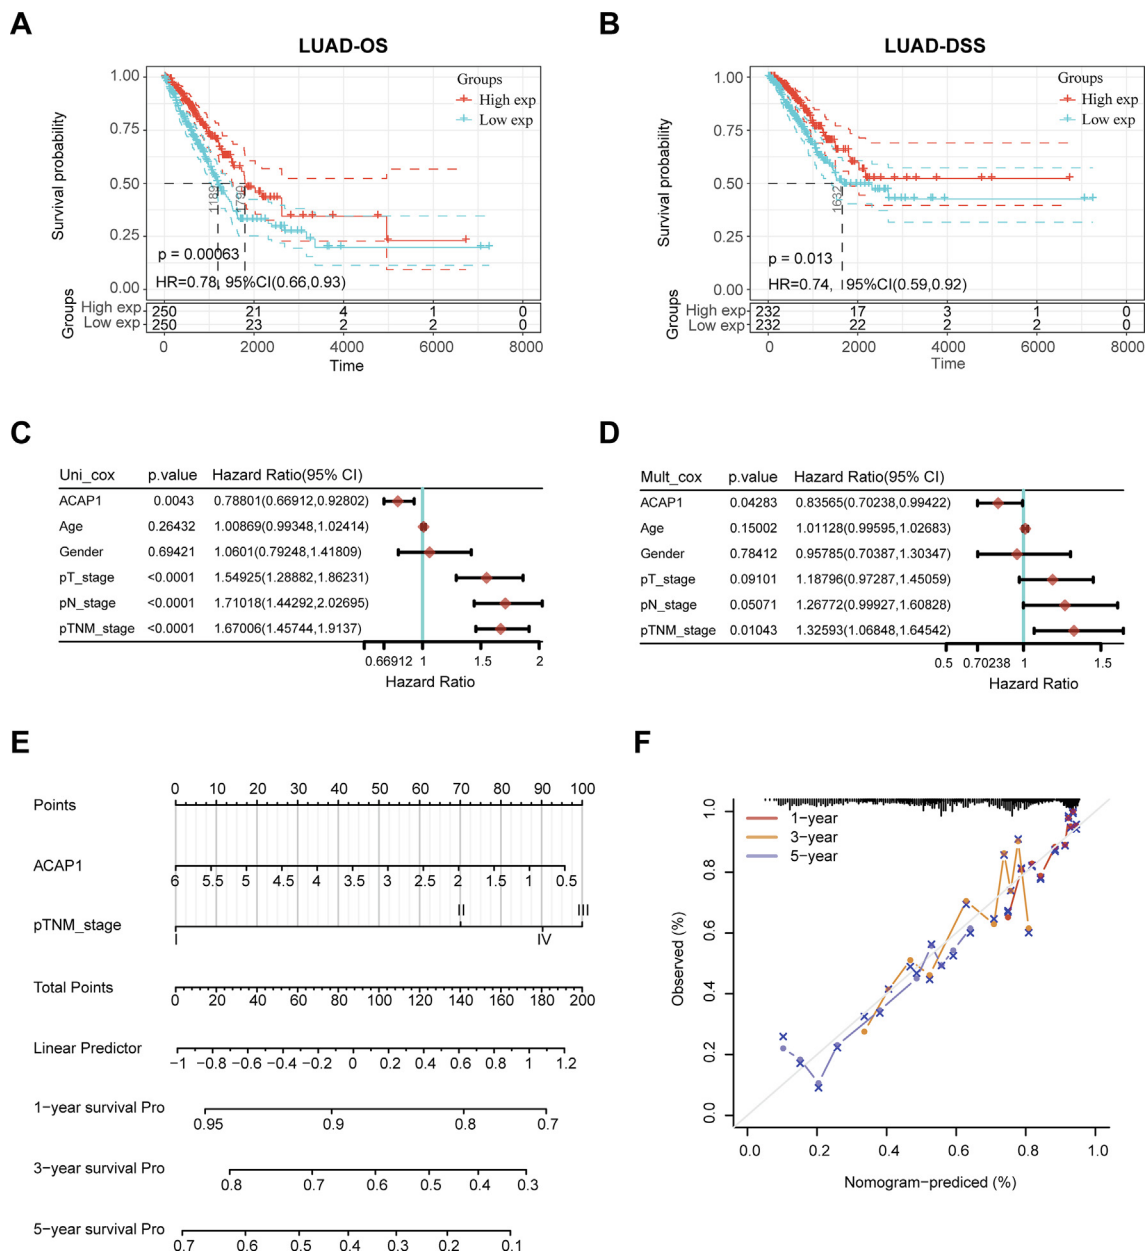 A
LUAD-OS
Survival probability
1.00
0.75
0.50
0.25
0.00
Groups
High exp
Low exp
1189
1790
p = 0.00063
HR=0.78, 95%CI(0.66,0.93)
Groups
High exp 250 21 4 1 0
Low exp 250 23 2 2 0
0 2000 4000 6000 8000
Time
B
LUAD-DSS
Survival probability
1.00
0.75
0.50
0.25
0.00
Groups
High exp
Low exp
1632
p = 0.013
HR=0.74, 95%CI(0.59,0.92)
Groups
High exp 232 17 3 1 0
Low exp 232 22 2 2 0
0 2000 4000 6000 8000
Time
C
Uni_cox p.value Hazard Ratio(95% CI)
ACAP1 0.0043 0.78801(0.66912,0.92802)
Age 0.26432 1.00869(0.99348,1.02414)
Gender 0.69421 1.0601(0.79248,1.41809)
pT_stage <0.0001 1.54925(1.28882,1.86231)
pN_stage <0.0001 1.71018(1.44292,2.02695)
pTNM_stage <0.0001 1.67006(1.45744,1.9137)
0.66912 1 1.5 2
Hazard Ratio
D
Mult_cox p.value Hazard Ratio(95% CI)
ACAP1 0.04283 0.83565(0.70238,0.99422)
Age 0.15002 1.01128(0.99595,1.02683)
Gender 0.78412 0.95785(0.70387,1.30347)
pT_stage 0.09101 1.18796(0.97287,1.45059)
pN_stage 0.05071 1.26772(0.99927,1.60828)
pTNM_stage 0.01043 1.32593(1.06848,1.64542)
0.5 0.70238 1 1.5
Hazard Ratio
E
0 10 20 30 40 50 60 70 80 90 100
Points
ACAP1
6 5.5 5 4.5 4 3.5 3 2.5 2 1.5 1 0.5
II III
pTNM_stage
I IV
Total Points
0 20 40 60 80 100 120 140 160 180 200
Linear Predictor
−1 −0.8 −0.6 −0.4 −0.2 0 0.2 0.4 0.6 0.8 1 1.2
1−year survival Pro
0.95 0.9 0.8 0.7
3−year survival Pro
0.8 0.7 0.6 0.5 0.4 0.3
5−year survival Pro
0.7 0.6 0.5 0.4 0.3 0.2 0.1
F
1-year
3-year
5-year
Observed (%)
1.0
0.8
0.6
0.4
0.2
0.0
0.0 0.2 0.4 0.6 0.8 1.0
Nomogram−prediced (%)